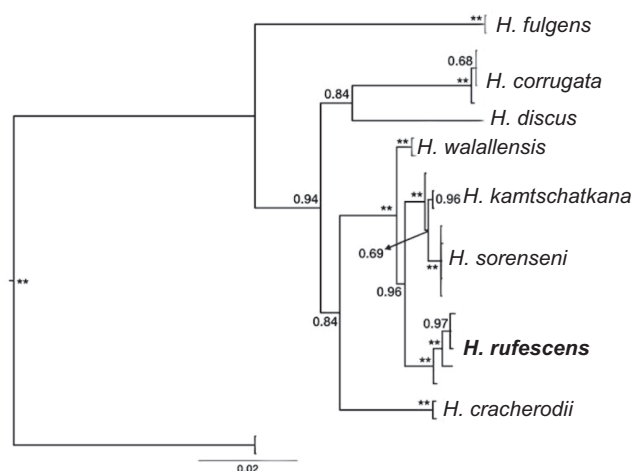 ** H. fulgens
0.68
** H. corrugata
0.84
H. discus
** H. walallensis
** 0.96 H. kamtschatkana
0.94
**
0.69
** H. sorenseni
**
0.96
0.84
0.97
** H. rufescens
**
** H. cracherodii
0.02